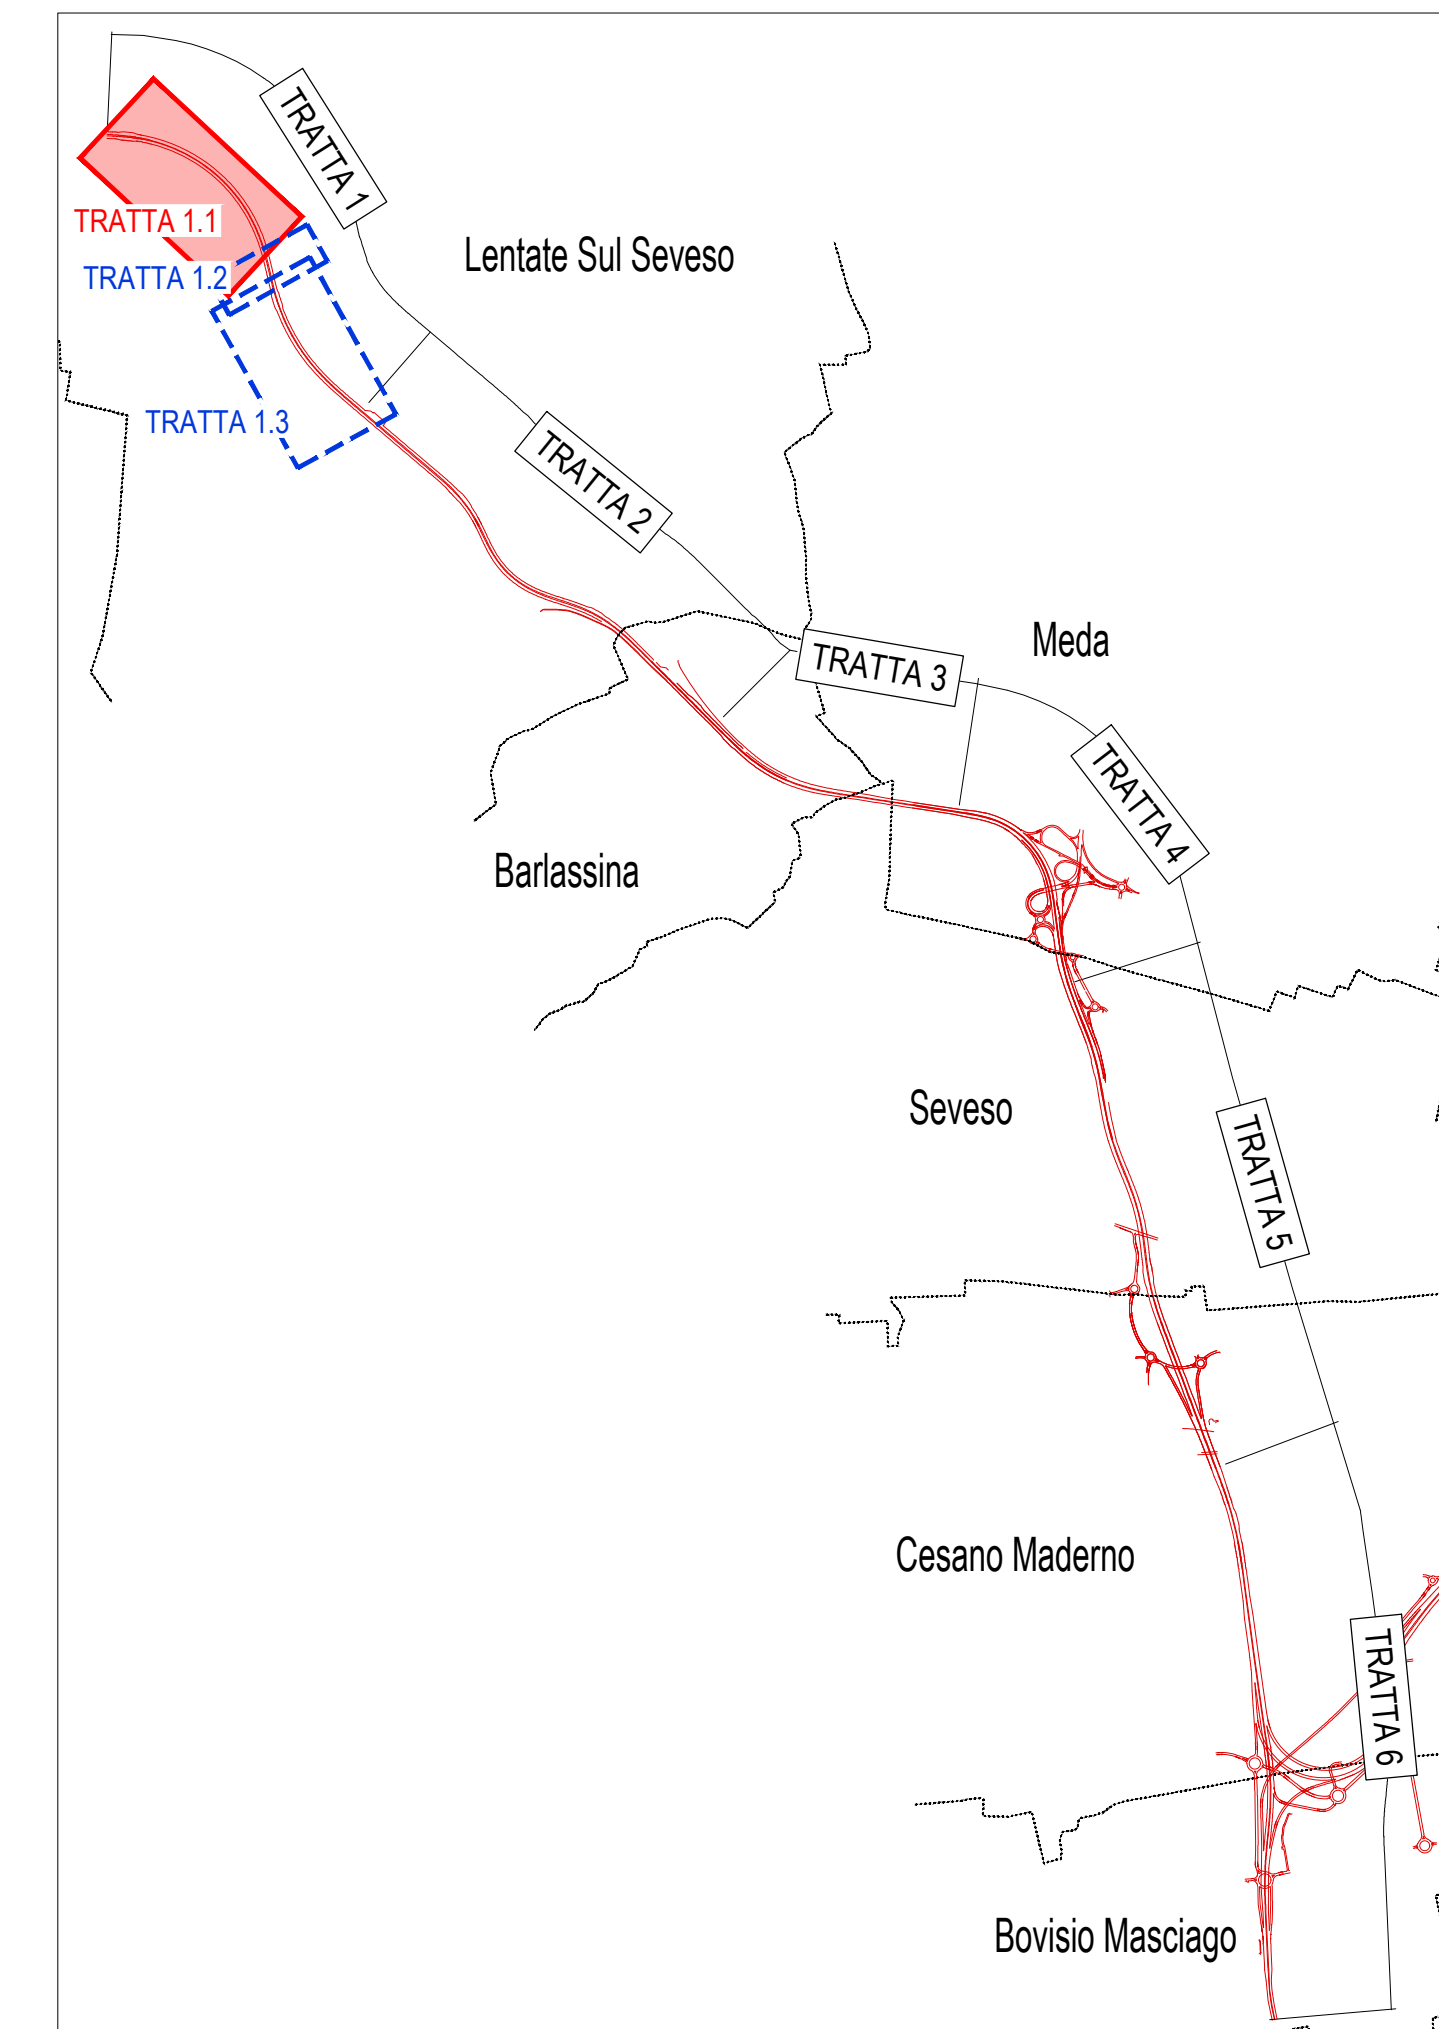 TRATTA 1
TRATTA 1.1
Lentate Sul Seveso
TRATTA 1.2
TRATTA 1.3
TRATTA 2
Meda
TRATTA 3
TRATTA 4
Barlassina
Seveso
TRATTA 5
Cesano Maderno
TRATTA 6
Bovisio Masciago